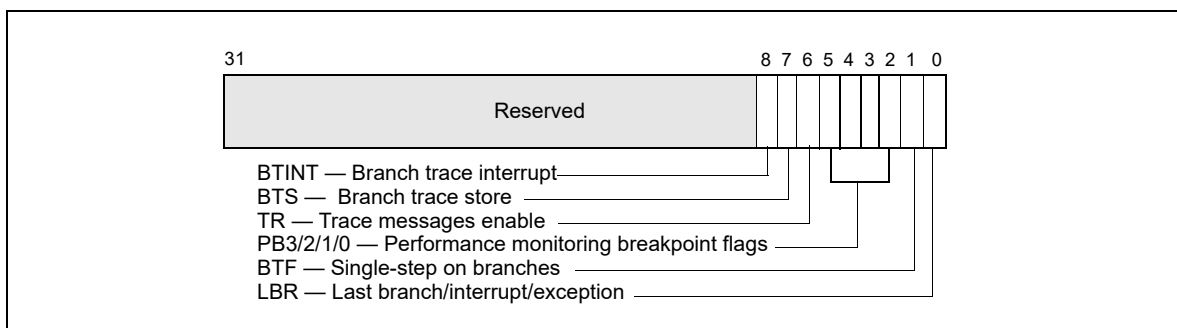 31 8 7 6 5 4 3 2 1 0
Reserved
BTINT — Branch trace interrupt
BTS — Branch trace store
TR — Trace messages enable
PB3/2/1/0 — Performance monitoring breakpoint flags
BTF — Single-step on branches
LBR — Last branch/interrupt/exception